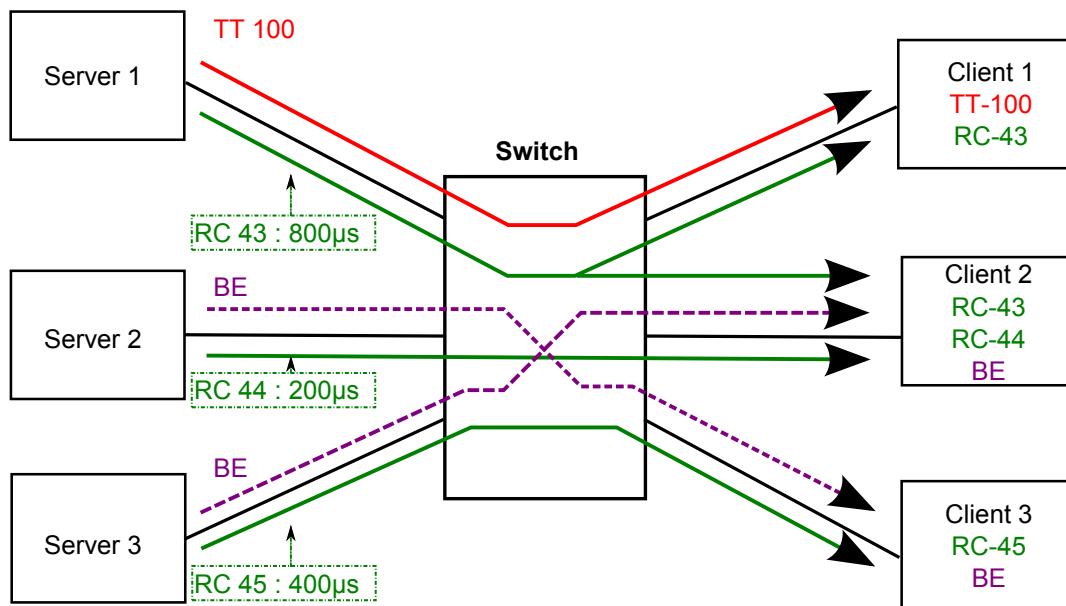 TT 100
Server 1
Client 1
TT-100
RC-43
Switch
RC 43 : 800µs
Server 2
BE
Client 2
RC-43
RC-44
BE
RC 44 : 200µs
BE
Server 3
Client 3
RC-45
BE
RC 45 : 400µs